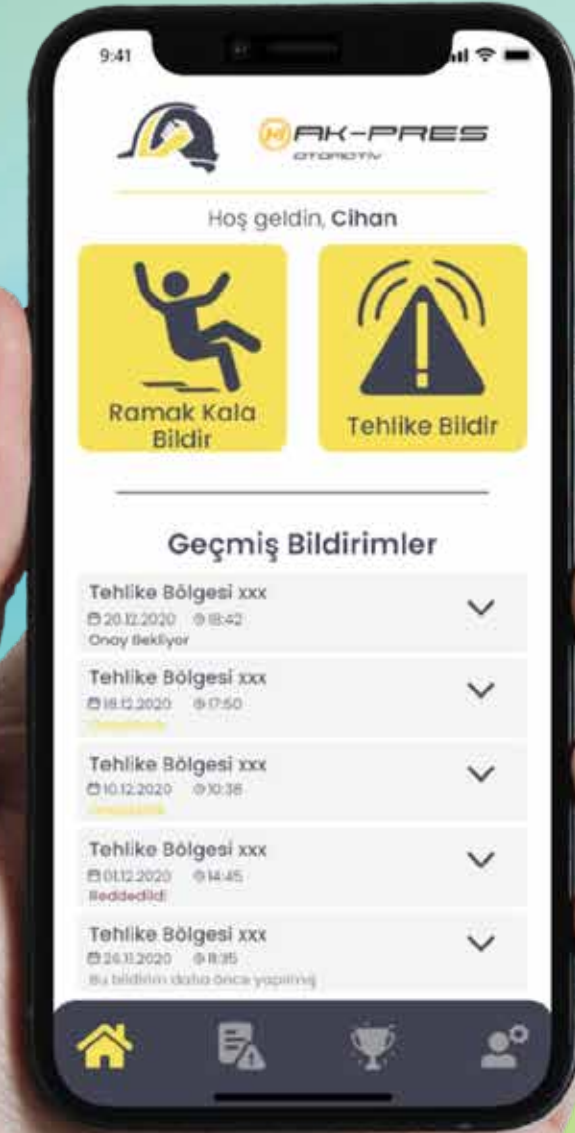 9:41
AK-PRES
OTOMOTİV
Hoş geldin, Cihan
Ramak Kala
Bildir
Tehlike Bildir
Geçmiş Bildirimler
Tehlike Bölgesi xxx
20.12.2020 18:42
Onay Bekliyor
Tehlike Bölgesi xxx
18.12.2020 17:50
Tehlike Bölgesi xxx
10.12.2020 10:38
Tehlike Bölgesi xxx
01.12.2020 14:45
Reddedildi
Tehlike Bölgesi xxx
26.11.2020 11:35
Bu bildirim daha önce yapılmış